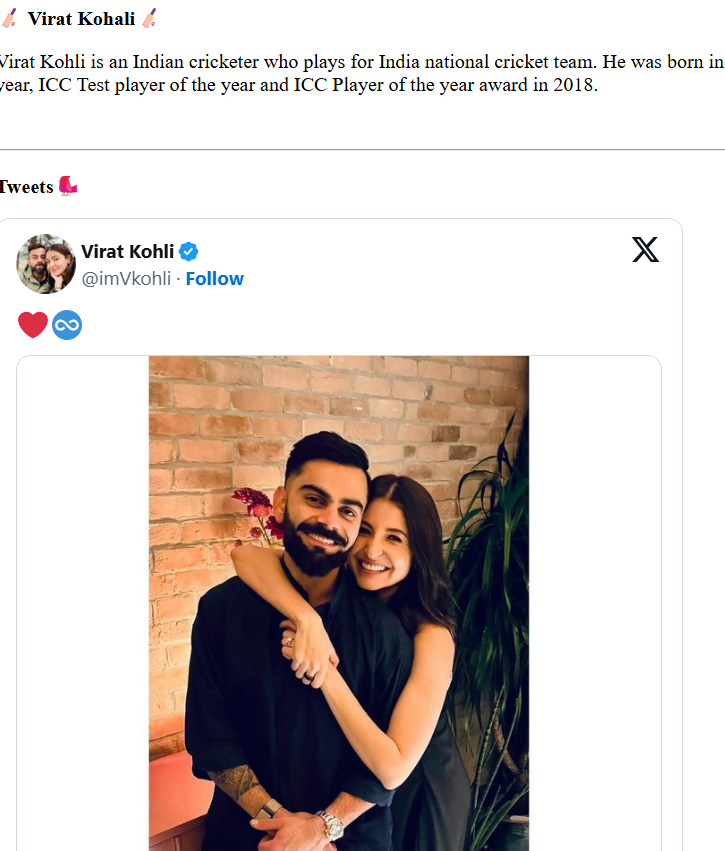 Virat Kohali
Virat Kohli is an Indian cricketer who plays for India national cricket team. He was born in
year, ICC Test player of the year and ICC Player of the year award in 2018.
Tweets
Virat Kohli
@imVkohli · Follow